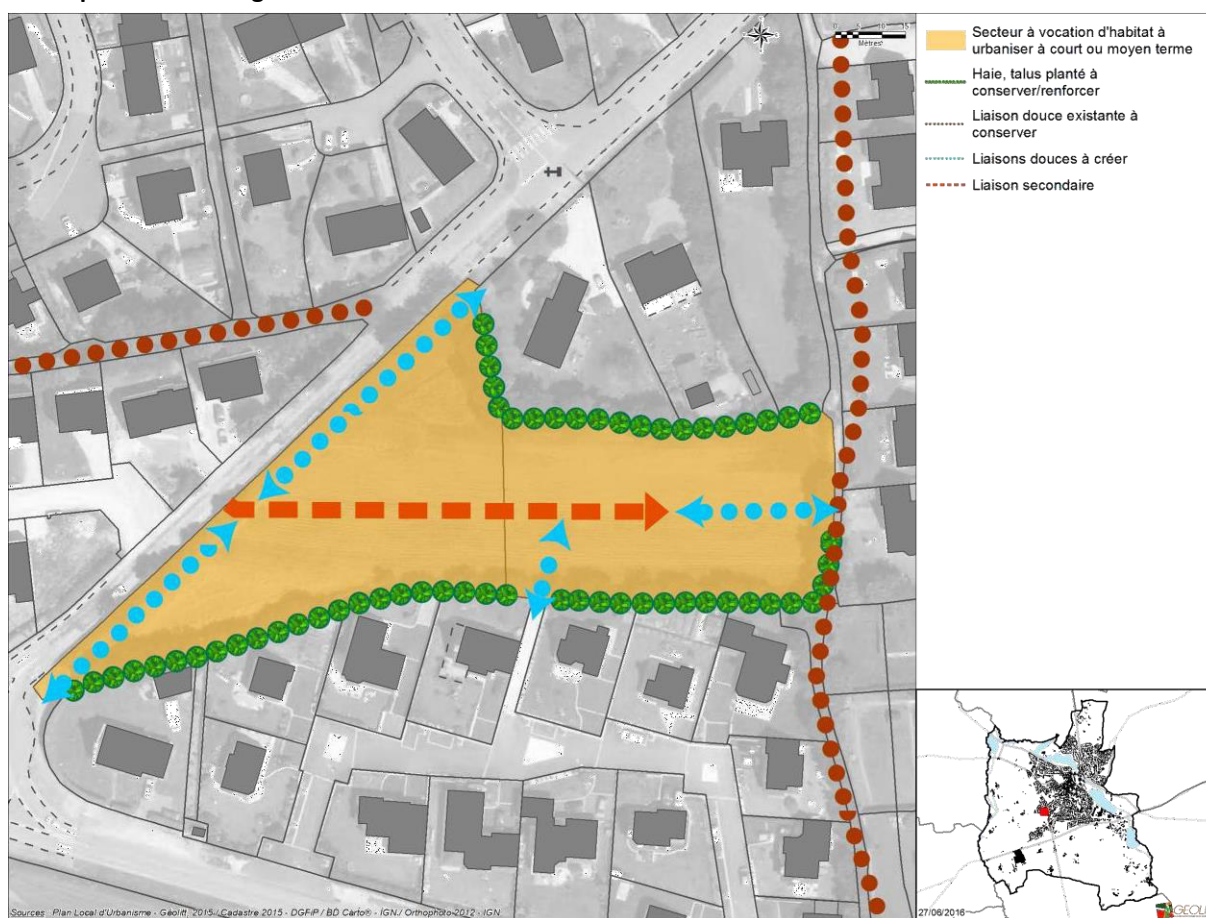 Secteur à vocation d'habitat à
urbaniser à court ou moyen terme
Haie, talus planté à
conserver/renforcer
Liaison douce existante à
conserver
Liaisons douces à créer
Liaison secondaire
Mètres
Sources : Plan Local d'Urbanisme - Géolitt, 2015 / Cadastre 2015 - DGFiP / BD Carto® - IGN / Orthophoto-2012 - IGN
27/06/2016